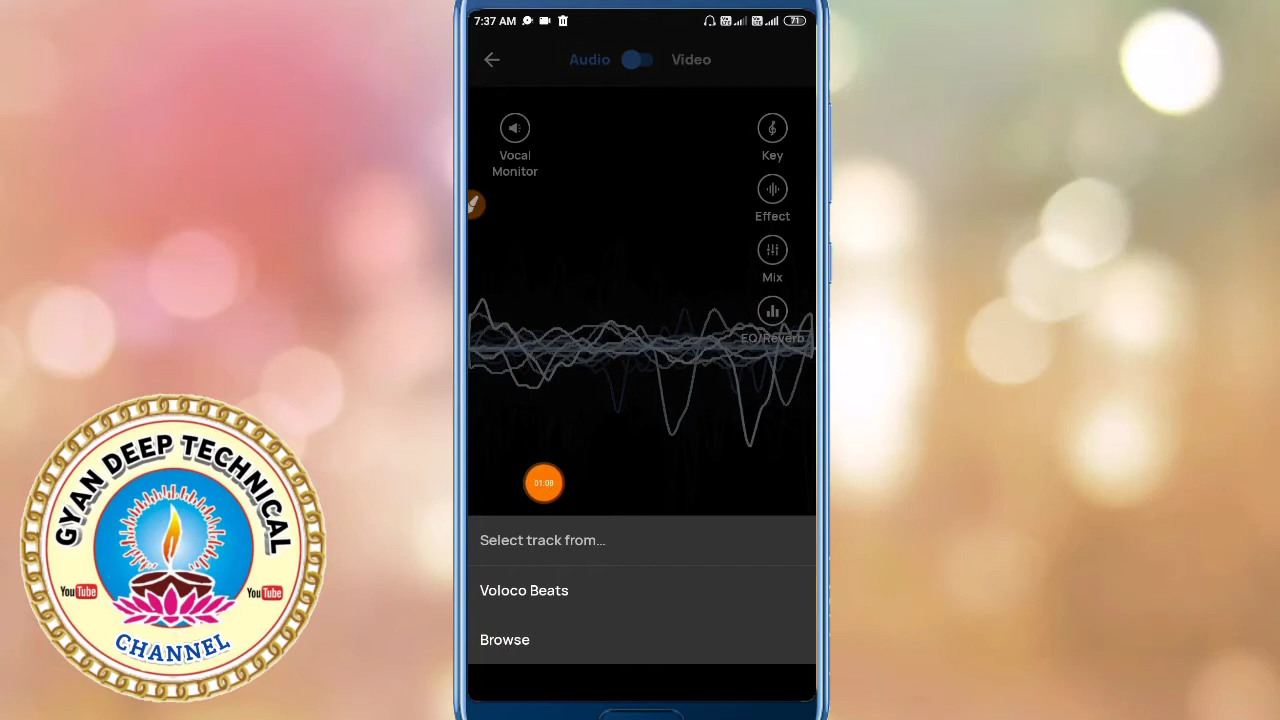 7:37 AM
71
Audio
Video
Vocal
Monitor
Key
Effect
Mix
EQ/Reverb
01:08
Select track from...
Voloco Beats
Browse
GYAN DEEP TECHNICAL
YouTube
YouTube
CHANNEL